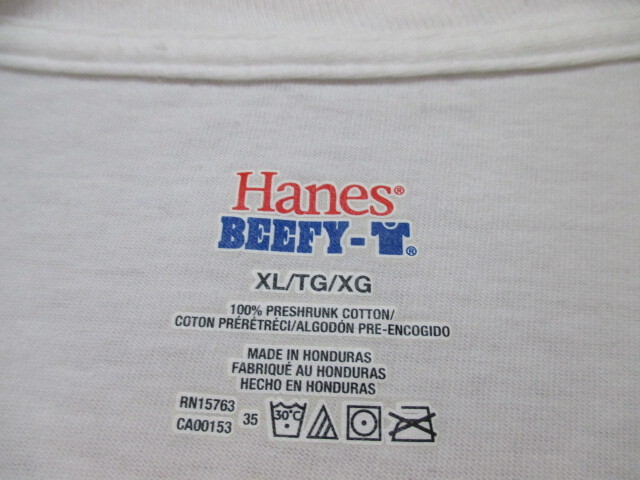 Hanes®
BEEFY-T®
XL/TG/XG
100% PRESHRUNK COTTON/
COTON PRÉRÉTRÉCI/ALGODÓN PRE-ENCOGIDO
MADE IN HONDURAS
FABRIQUÉ AU HONDURAS
HECHO EN HONDURAS
RN15763
CA00153 35 30°C